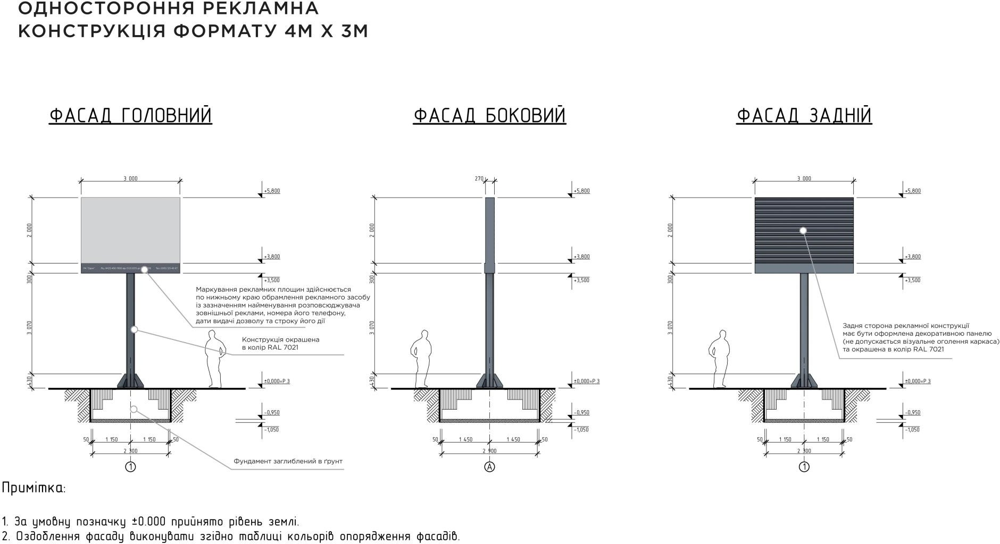 ОДНОСТОРОННЯ РЕКЛАМНА
КОНСТРУКЦІЯ ФОРМАТУ 4М Х 3М
ФАСАД ГОЛОВНИЙ
3 000
+5,800
2 000
+3,800
300
+3,500
3 070
430
±0,000=Р.З
-0,950
-1,050
50
1 150
1 150
50
2 300
1
РА "Один"
Маркування рекламних площин здійснюється
по нижньому краю обрамлення рекламного засобу
із зазначенням найменування розповсюджувача
зовнішньої реклами, номера його телефону,
дати видачі дозволу та строку його дії
Конструкція окрашена
в колір RAL 7021
Фундамент заглиблений в ґрунт
ФАСАД БОКОВИЙ
270
+5,800
2 000
+3,800
300
+3,500
3 070
430
±0,000=Р.З
-0,950
-1,050
50
1 450
1 450
50
2 900
А
ФАСАД ЗАДНІЙ
3 000
+5,800
2 000
+3,800
300
+3,500
3 070
430
±0,000=Р.З
-0,950
-1,050
50
1 150
1 150
50
2 300
1
Задня сторона рекламної конструкції
має бути оформлена декоративною панелю
(не допускається візуальне оголення каркаса)
та окрашена в колір RAL 7021
Примітка:
1. За умовну позначку ±0.000 прийнято рівень землі.
2. Оздоблення фасаду виконувати згідно таблиці кольорів опорядження фасадів.